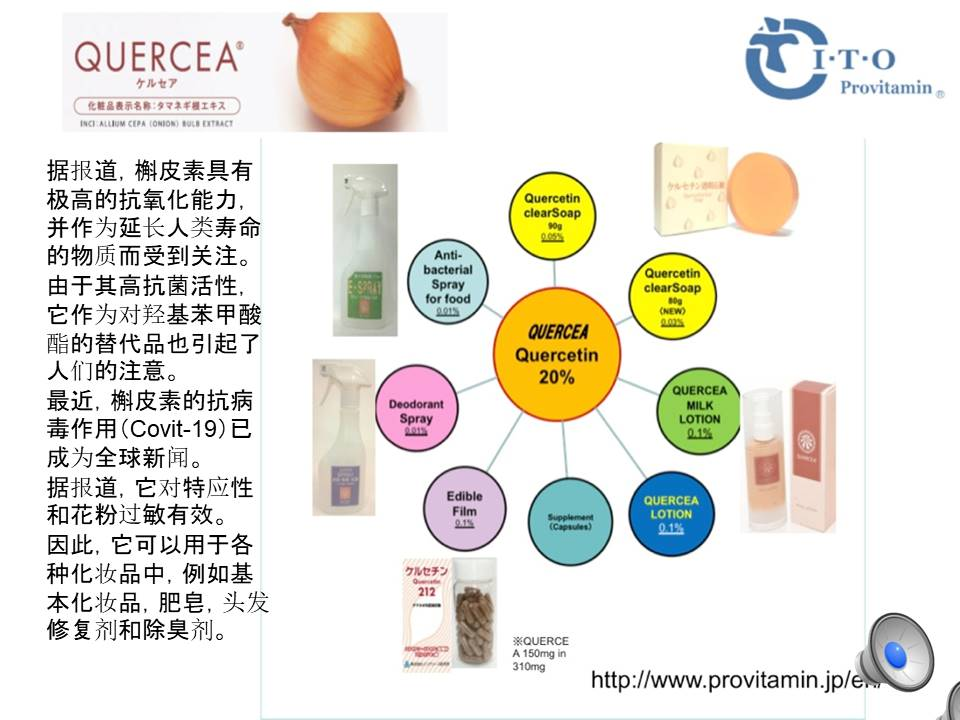 QUERCEA®
ケルセア
化粧品表示名称:タマネギ根エキス
INCI:ALLIUM CEPA (ONION) BULB EXTRACT
I·T·O
Provitamin ®
据报道, 槲皮素具有
极高的抗氧化能力,
并作为延长人类寿命
的物质而受到关注。
由于其高抗菌活性,
它作为对羟基苯甲酸
酯的替代品也引起了
人们的注意。
最近, 槲皮素的抗病
毒作用(Covit-19)已
成为全球新闻。
据报道, 它对特应性
和花粉过敏有效。
因此, 它可以用于各
种化妆品中, 例如基
本化妆品, 肥皂, 头发
修复剂和除臭剂。
Quercetin
clearSoap
90g
0.05%
ケルセチン透明石鹸
Anti-
bacterial
Spray
for food
0.01%
E-SPRAY
Quercetin
clearSoap
80g
(NEW)
0.03%
QUERCEA
Quercetin
20%
Deodorant
Spray
0.01%
QUERCEA
MILK
LOTION
0.1%
Edible
Film
0.1%
Supplement
(Capsules)
QUERCEA
LOTION
0.1%
ケルセチン
Quercetin
212
※QUERCE
A 150mg in
310mg
http://www.provitamin.jp/en/